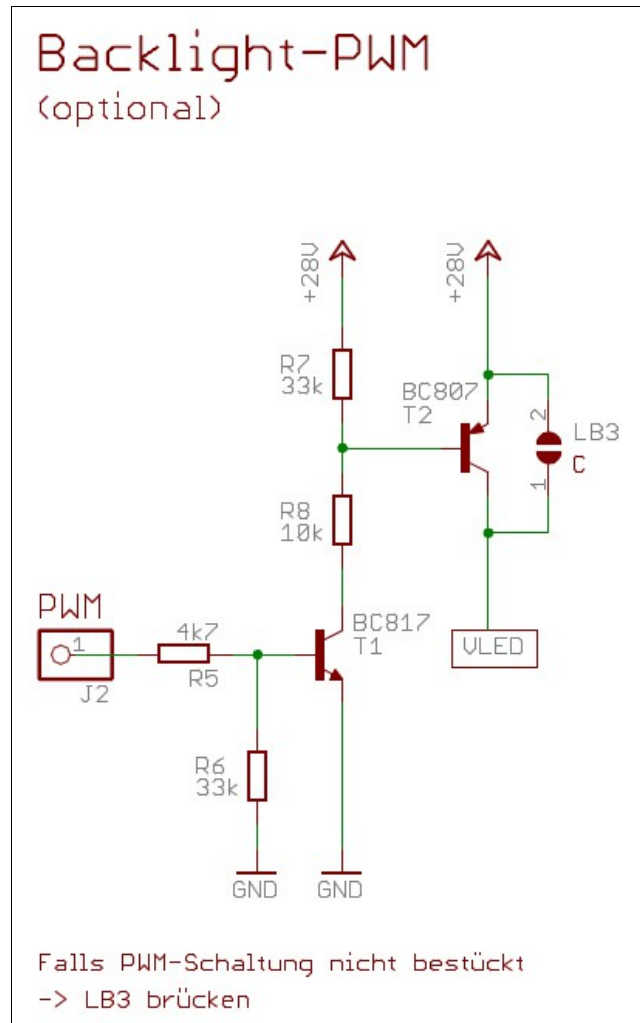 Backlight-PWM
(optional)
+28V
+28V
R7
33k
BC807
T2
2
LB3
C
1
R8
10k
PWM
1
J2
4k7
R5
BC817
T1
VLED
R6
33k
GND
GND
Falls PWM-Schaltung nicht bestückt
-> LB3 brücken